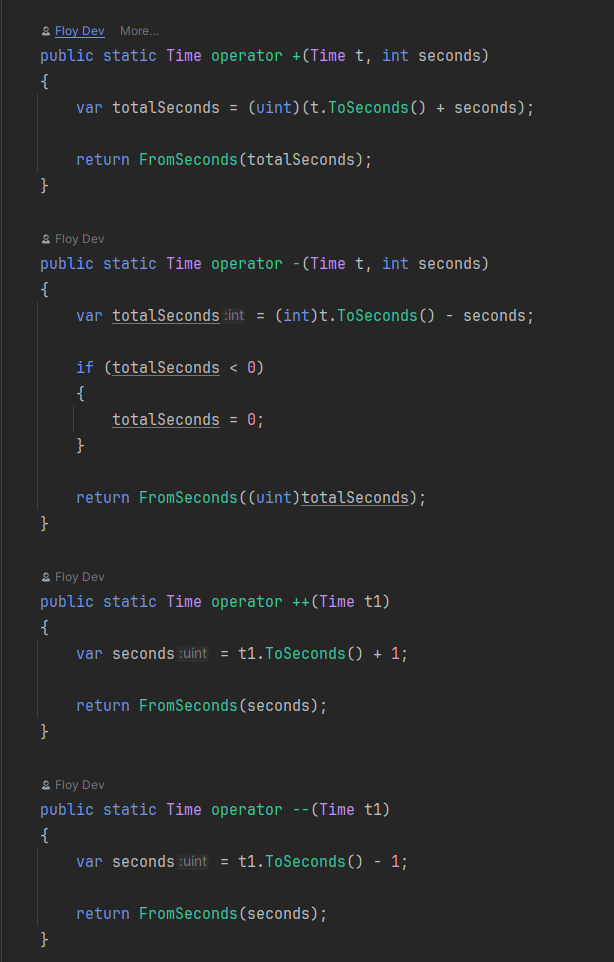 Floy Dev More...
public static Time operator +(Time t, int seconds)
{
    var totalSeconds = (uint)(t.ToSeconds() + seconds);

    return FromSeconds(totalSeconds);
}

Floy Dev
public static Time operator -(Time t, int seconds)
{
    var totalSeconds :int = (int)t.ToSeconds() - seconds;

    if (totalSeconds < 0)
    {
        totalSeconds = 0;
    }

    return FromSeconds((uint)totalSeconds);
}

Floy Dev
public static Time operator ++(Time t1)
{
    var seconds :uint = t1.ToSeconds() + 1;

    return FromSeconds(seconds);
}

Floy Dev
public static Time operator --(Time t1)
{
    var seconds :uint = t1.ToSeconds() - 1;

    return FromSeconds(seconds);
}